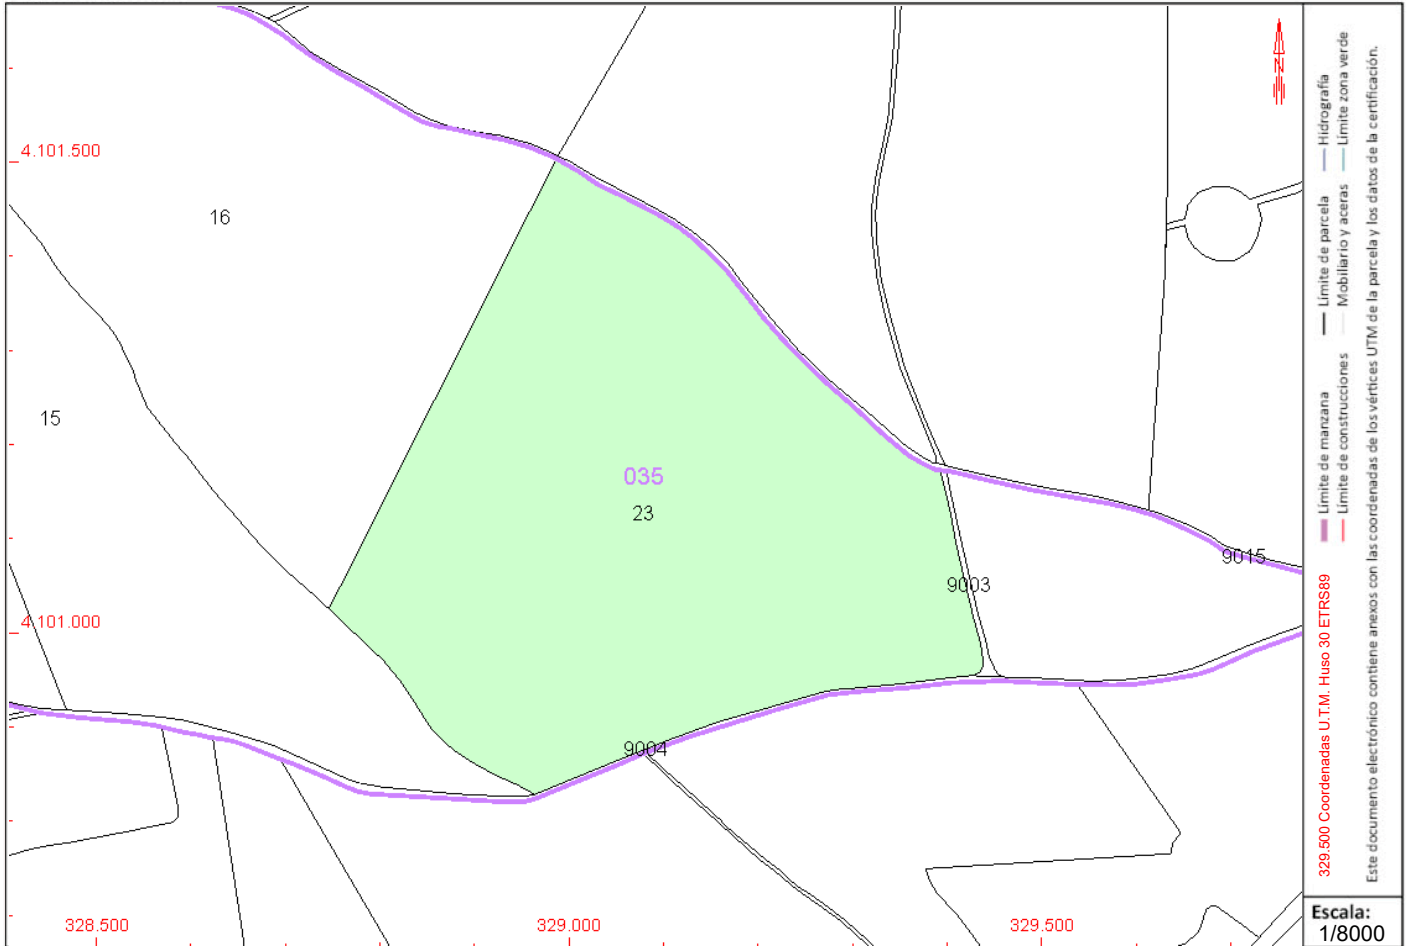 4.101.500
16
15
035
23
9015
9003
4.101.000
9004
328.500
329.000
329.500
N
Límite de manzana
Límite de parcela
Hidrografía
Límite de construcciones
Mobiliario y aceras
Límite zona verde
329.500 Coordenadas U.T.M. Huso 30 ETRS89
Este documento electrónico contiene anexos con las coordenadas de los vértices UTM de la parcela y los datos de la certificación.
Escala:
1/8000